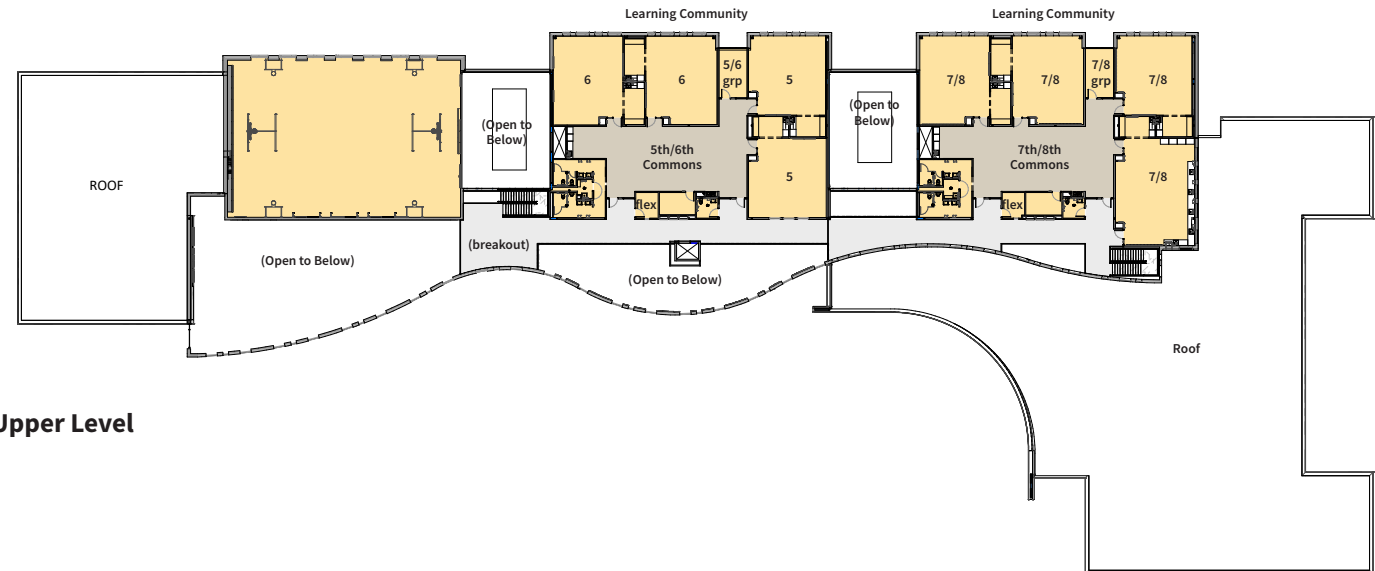 Learning Community
Learning Community
6
6
5/6
grp
5
7/8
7/8
7/8
grp
7/8
(Open to
Below)
(Open to
Below)
5th/6th
Commons
7th/8th
Commons
ROOF
5
7/8
flex
flex
(breakout)
(Open to Below)
(Open to Below)
Roof
Upper Level